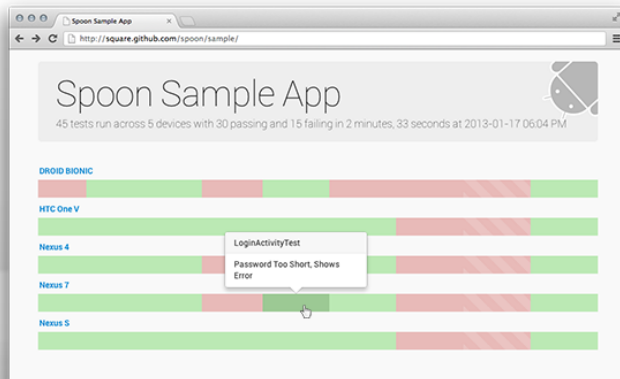 Spoon Sample App
http://square.github.com/spoon/sample/
Spoon Sample App
45 tests run across 5 devices with 30 passing and 15 failing in 2 minutes, 33 seconds at 2013-01-17 06:04 PM
DROID BIONIC
HTC One V
Nexus 4
LoginActivityTest
Password Too Short, Shows
Error
Nexus 7
Nexus S